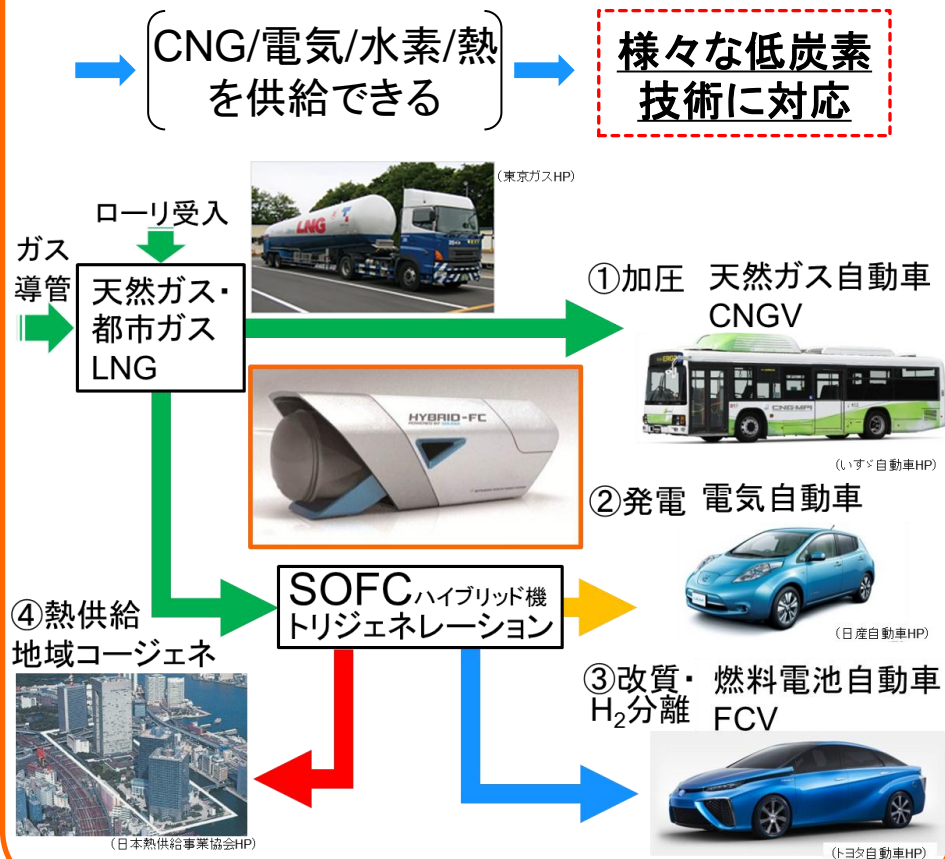 CNG/電気/水素/熱
を供給できる
様々な低炭素
技術に対応
(東京ガスHP)
LNG
ローリ受入
ガス
導管
天然ガス・
都市ガス
LNG
①加圧 天然ガス自動車
CNGV
CNG-MPI
(いすゞ自動車HP)
HYBRID-FC
②発電 電気自動車
(日産自動車HP)
SOFCハイブリッド機
トリジェネレーション
④熱供給
地域コージェネ
(日本熱供給事業協会HP)
③改質・ 燃料電池自動車
H₂分離 FCV
(トヨタ自動車HP)